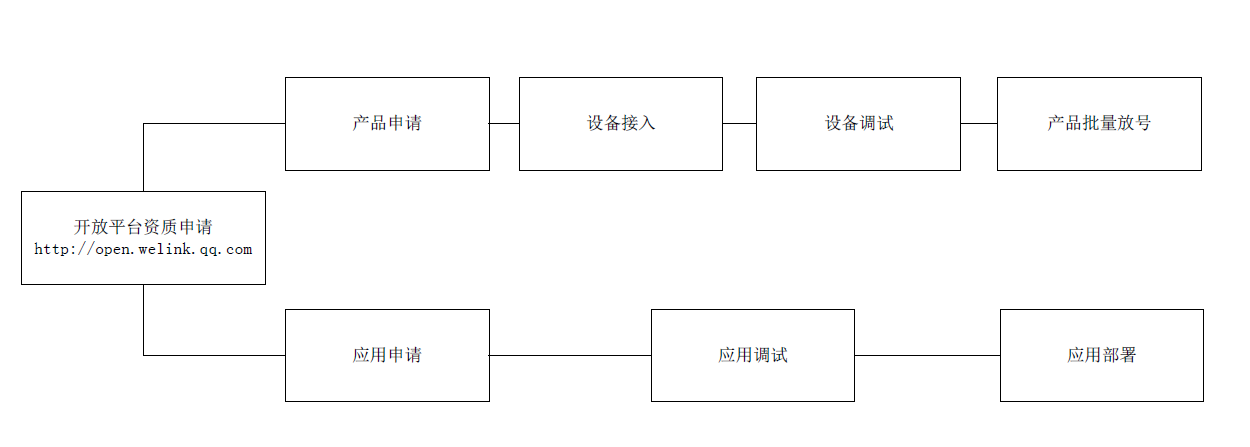 产品申请
设备接入
设备调试
产品批量放号
开放平台资质申请
http://open.welink.qq.com
应用申请
应用调试
应用部署